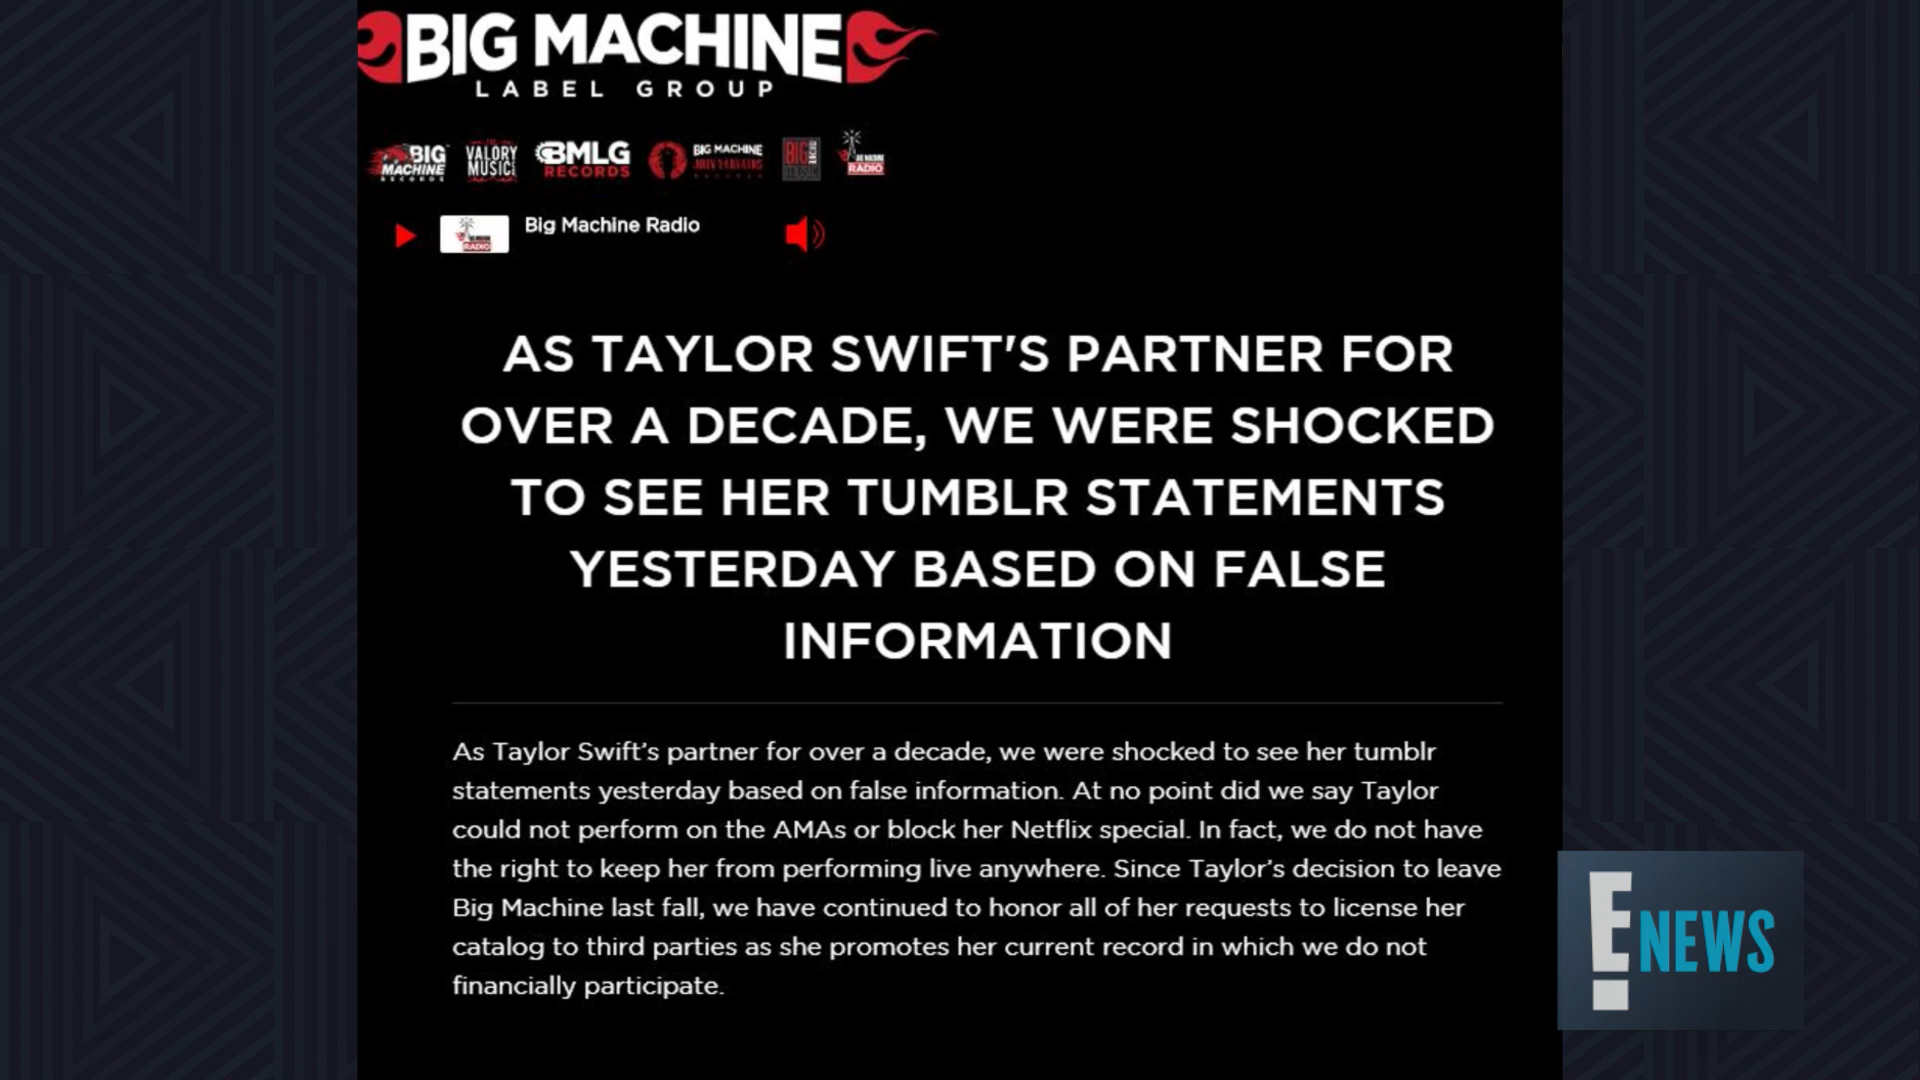 BIG MACHINE
LABEL GROUP
BIG MACHINE RECORDS
VALORY MUSIC
BMLG RECORDS
BIG MACHINE
RADIO
RADIO
Big Machine Radio
AS TAYLOR SWIFT'S PARTNER FOR
OVER A DECADE, WE WERE SHOCKED
TO SEE HER TUMBLR STATEMENTS
YESTERDAY BASED ON FALSE
INFORMATION
As Taylor Swift’s partner for over a decade, we were shocked to see her tumblr
statements yesterday based on false information. At no point did we say Taylor
could not perform on the AMAs or block her Netflix special. In fact, we do not have
the right to keep her from performing live anywhere. Since Taylor’s decision to leave
Big Machine last fall, we have continued to honor all of her requests to license her
catalog to third parties as she promotes her current record in which we do not
financially participate.
E! NEWS